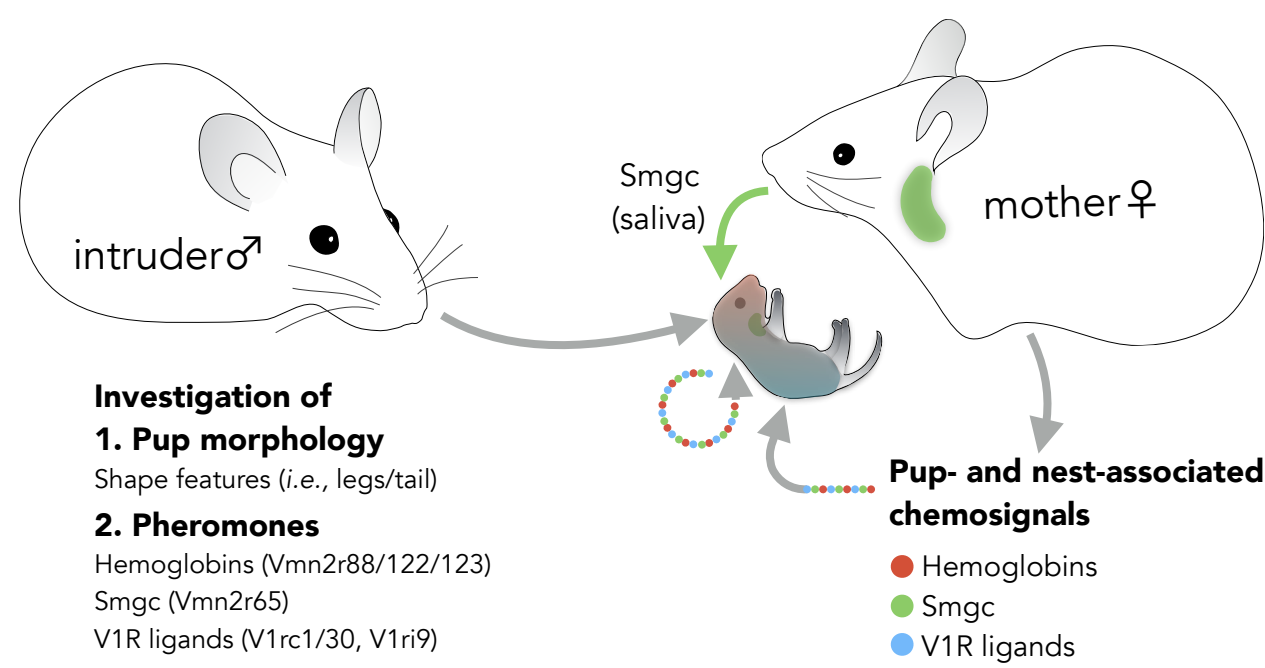 Smgc
(saliva)
mother♀
intruder♂
Investigation of
1. Pup morphology
Shape features (i.e., legs/tail)
2. Pheromones
Hemoglobins (Vmn2r88/122/123)
Smgc (Vmn2r65)
V1R ligands (V1rc1/30, V1ri9)
Pup- and nest-associated
chemosignals
Hemoglobins
Smgc
V1R ligands